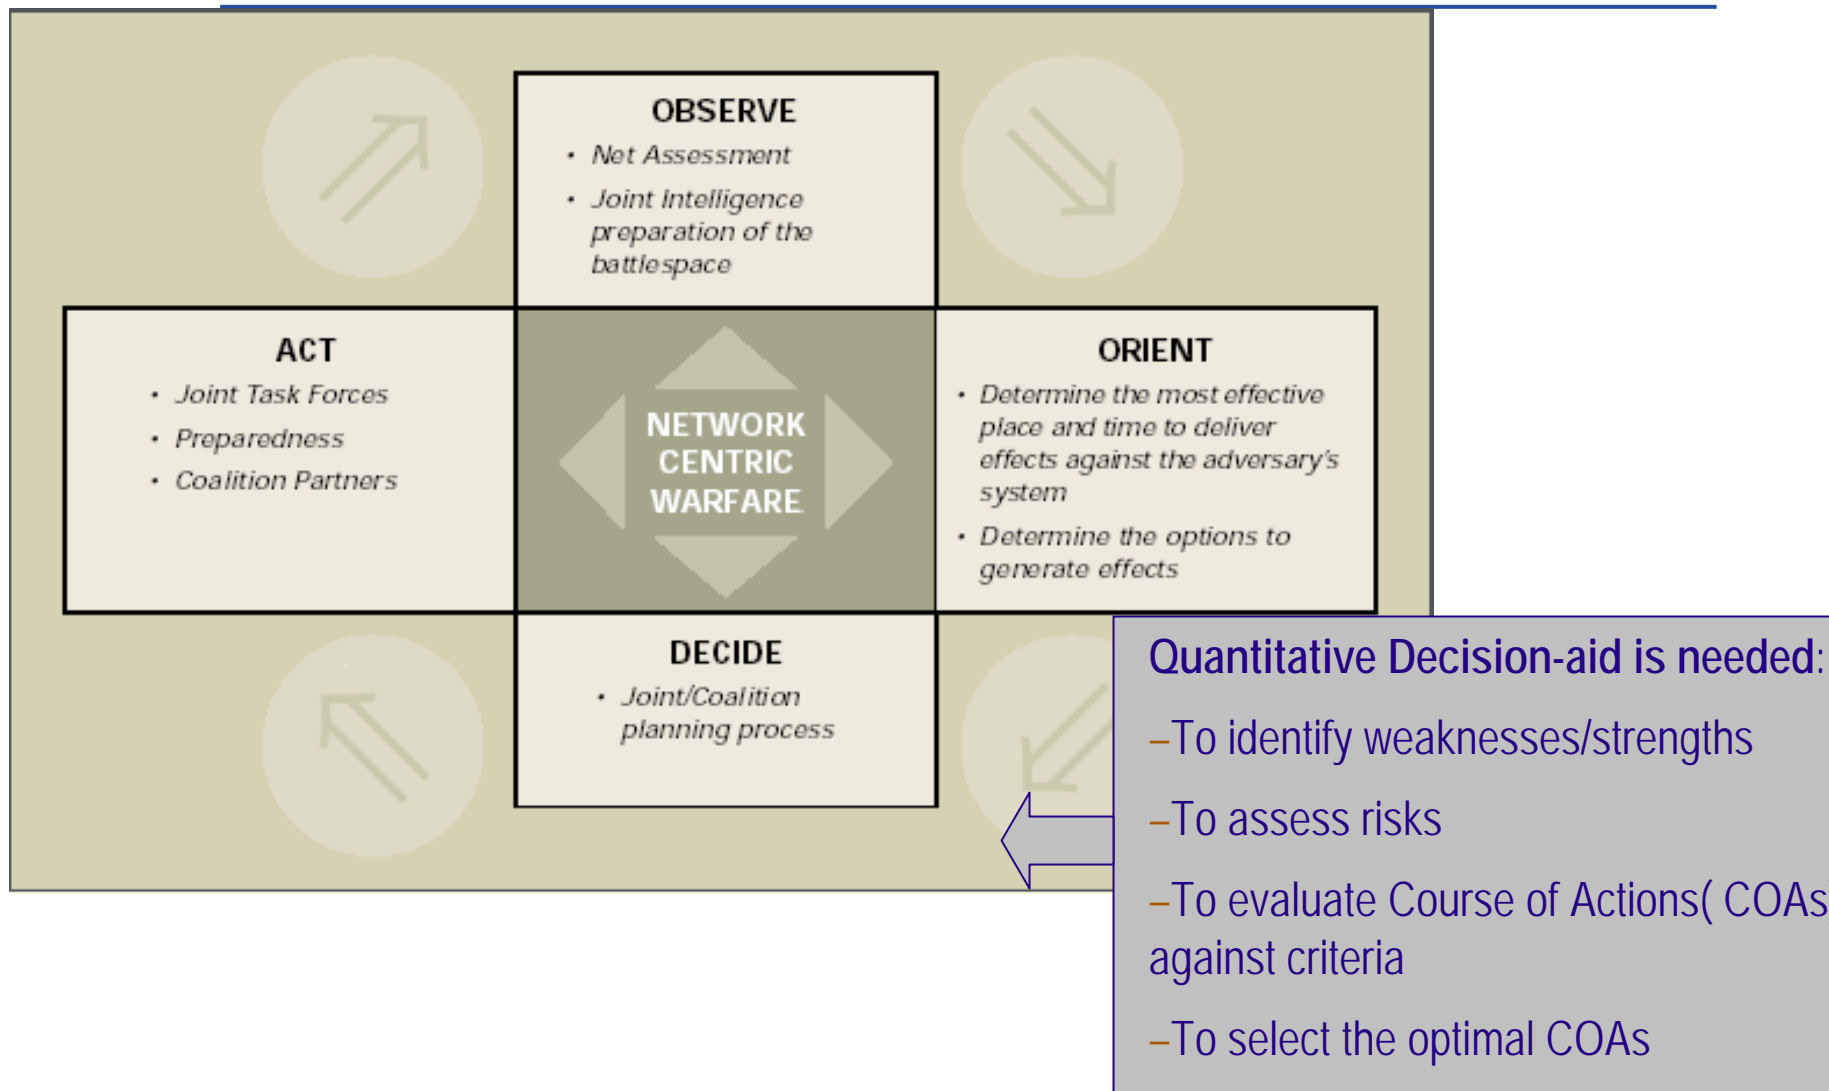 OBSERVE
• Net Assessment
• Joint Intelligence
preparation of the
battlespace
ACT
• Joint Task Forces
• Preparedness
• Coalition Partners
NETWORK
CENTRIC
WARFARE
ORIENT
• Determine the most effective
place and time to deliver
effects against the adversary's
system
• Determine the options to
generate effects
DECIDE
• Joint/Coalition
planning process
Quantitative Decision-aid is needed:
–To identify weaknesses/strengths
–To assess risks
–To evaluate Course of Actions( COAs
against criteria
–To select the optimal COAs